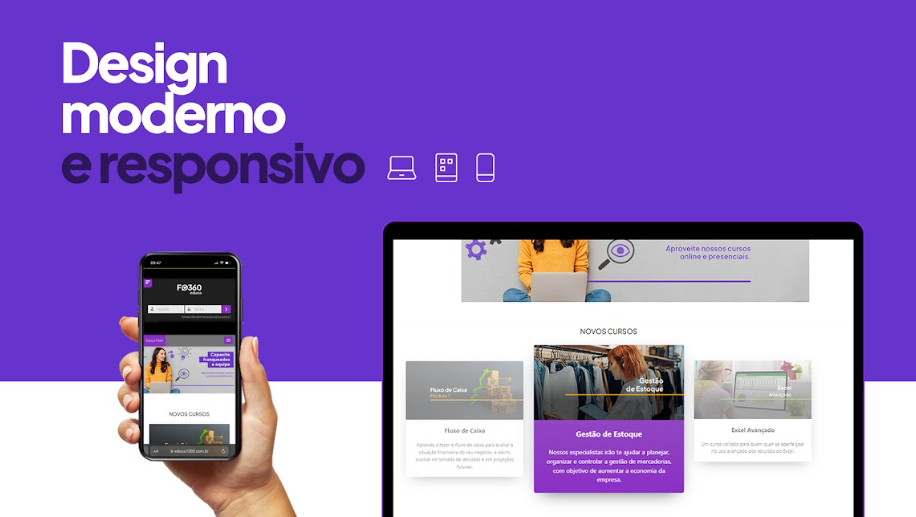 Design
moderno
e responsivo
09:47
F@360
educa
Capacite
franqueados
e equipe
NOVOS CURSOS
Aproveite nossos cursos
online e presenciais.
NOVOS CURSOS
Fluxo de Caixa
Módulo I
Fluxo de Caixa
Aprenda a fazer o fluxo de caixa para avaliar a
situação financeira do seu negócio, e assim,
auxiliar na tomada de decisões e em projeções
futuras.
Gestão
de Estoque
Gestão de Estoque
Nossos especialistas irão te ajudar a planejar,
organizar e controlar a gestão de mercadorias,
com objetivo de aumentar a economia da
empresa.
Excel
Avançado
Excel Avançado
Um curso voltado para quem quer se aperfeiçoar
no uso avançado dos recursos do Excel.